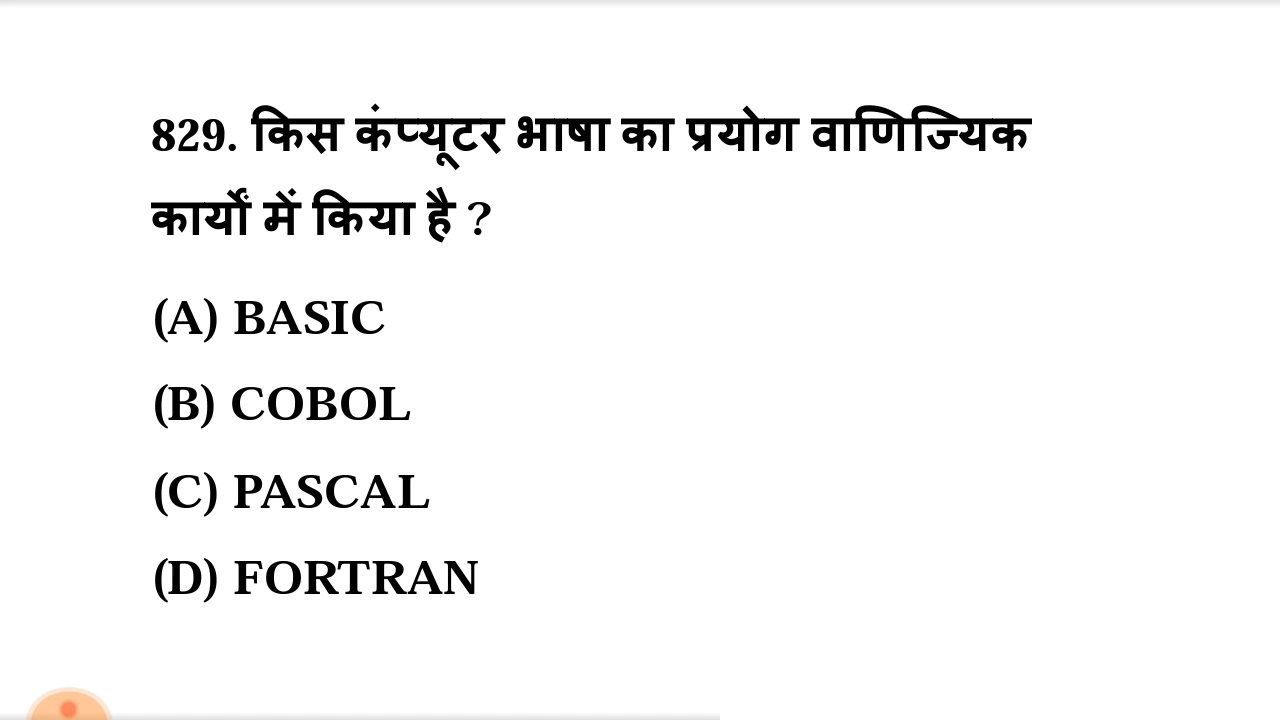 829. किस कंप्यूटर भाषा का प्रयोग वाणिज्यिक
कार्यों में किया है ?
(A) BASIC
(B) COBOL
(C) PASCAL
(D) FORTRAN